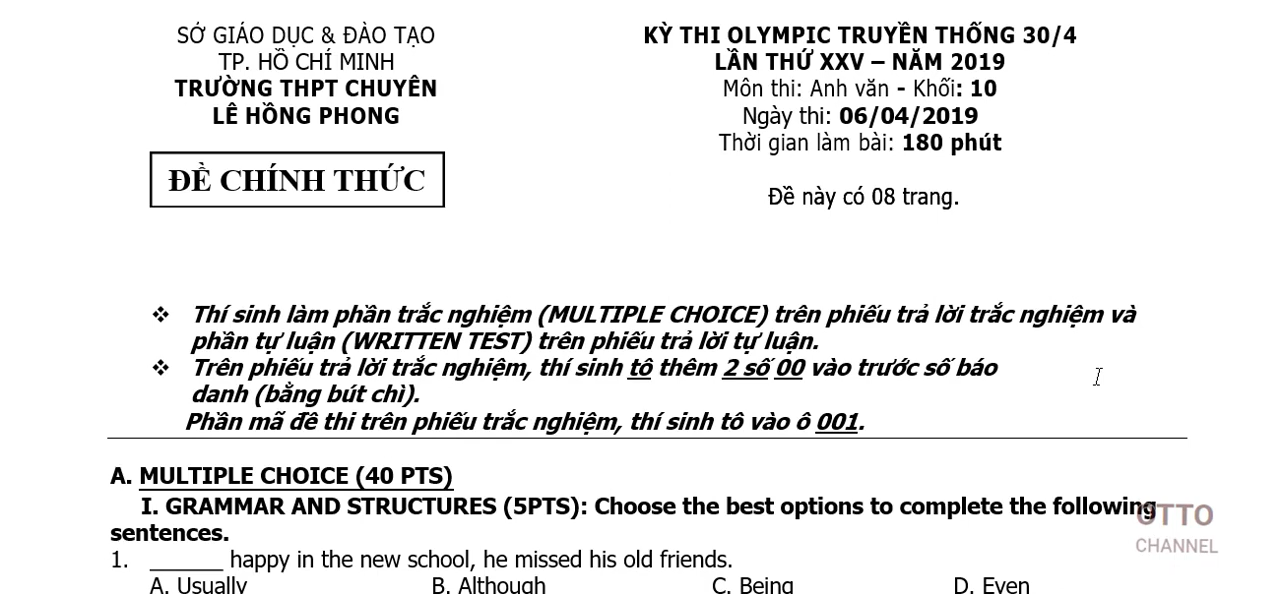 SỞ GIÁO DỤC & ĐÀO TẠO
TP. HỒ CHÍ MINH
TRƯỜNG THPT CHUYÊN
LÊ HỒNG PHONG
ĐỀ CHÍNH THỨC
KỲ THI OLYMPIC TRUYỀN THỐNG 30/4
LẦN THỨ XXV – NĂM 2019
Môn thi: Anh văn - Khối: 10
Ngày thi: 06/04/2019
Thời gian làm bài: 180 phút
Đề này có 08 trang.
❖ Thí sinh làm phần trắc nghiệm (MULTIPLE CHOICE) trên phiếu trả lời trắc nghiệm và
phần tự luận (WRITTEN TEST) trên phiếu trả lời tự luận.
❖ Trên phiếu trả lời trắc nghiệm, thí sinh tô thêm 2 số 00 vào trước số báo
danh (bằng bút chì).
Phần mã đề thi trên phiếu trắc nghiệm, thí sinh tô vào ô 001.
A. MULTIPLE CHOICE (40 PTS)
I. GRAMMAR AND STRUCTURES (5PTS): Choose the best options to complete the following
sentences.
1. ______ happy in the new school, he missed his old friends.
A. Usually B. Although C. Being D. Even
OTTO
CHANNEL